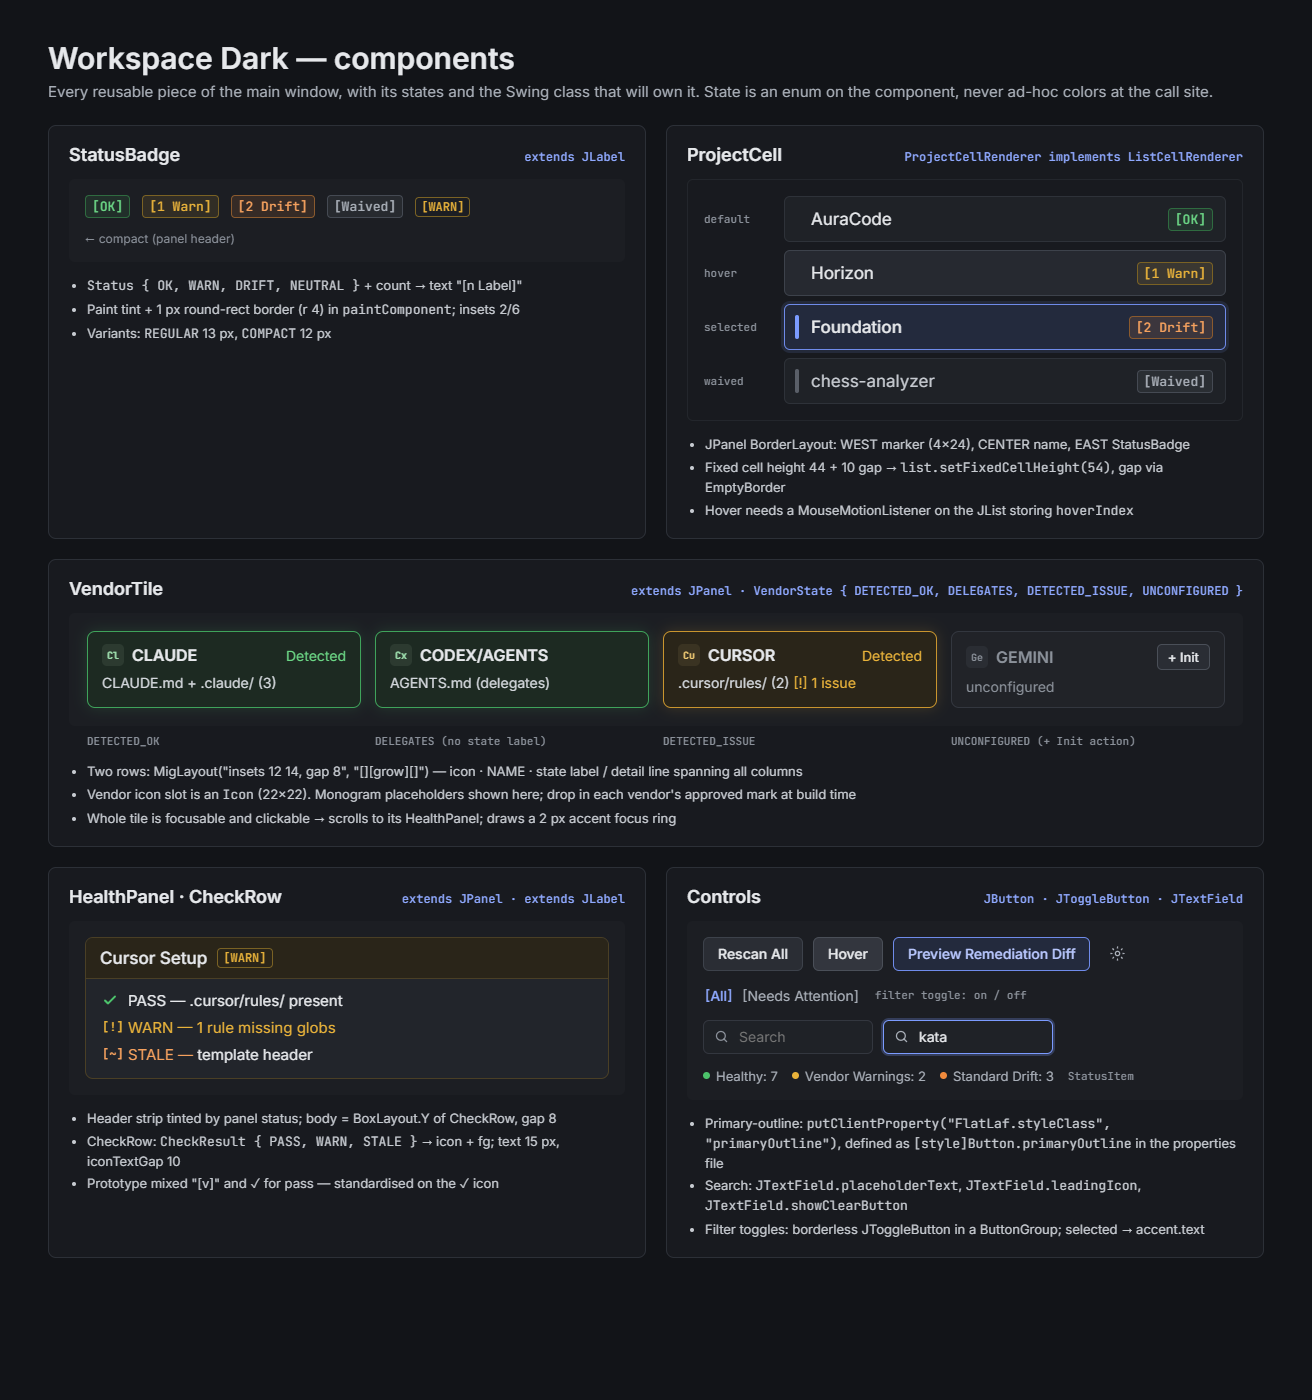 Workspace Dark — components
Every reusable piece of the main window, with its states and the Swing class that will own it. State is an enum on the component, never ad-hoc colors at the call site.
StatusBadge
extends JLabel
[OK] [1 Warn] [2 Drift] [Waived] [WARN]
← compact (panel header)
• Status { OK, WARN, DRIFT, NEUTRAL } + count → text "[n Label]"
• Paint tint + 1 px round-rect border (r 4) in paintComponent; insets 2/6
• Variants: REGULAR 13 px, COMPACT 12 px
ProjectCell
ProjectCellRenderer implements ListCellRenderer
default AuraCode [OK]
hover Horizon [1 Warn]
selected Foundation [2 Drift]
waived chess-analyzer [Waived]
• JPanel BorderLayout: WEST marker (4×24), CENTER name, EAST StatusBadge
• Fixed cell height 44 + 10 gap → list.setFixedCellHeight(54), gap via
EmptyBorder
• Hover needs a MouseMotionListener on the JList storing hoverIndex
VendorTile
extends JPanel · VendorState { DETECTED_OK, DELEGATES, DETECTED_ISSUE, UNCONFIGURED }
Cl CLAUDE Detected
CLAUDE.md + .claude/ (3)
DETECTED_OK
Cx CODEX/AGENTS
AGENTS.md (delegates)
DELEGATES (no state label)
Cu CURSOR Detected
.cursor/rules/ (2) [!] 1 issue
DETECTED_ISSUE
Ge GEMINI + Init
unconfigured
UNCONFIGURED (+ Init action)
• Two rows: MigLayout("insets 12 14, gap 8", "[][grow][]") — icon · NAME · state label / detail line spanning all columns
• Vendor icon slot is an Icon (22×22). Monogram placeholders shown here; drop in each vendor's approved mark at build time
• Whole tile is focusable and clickable → scrolls to its HealthPanel; draws a 2 px accent focus ring
HealthPanel · CheckRow
extends JPanel · extends JLabel
Cursor Setup [WARN]
✓ PASS — .cursor/rules/ present
[!] WARN — 1 rule missing globs
[~] STALE — template header
• Header strip tinted by panel status; body = BoxLayout.Y of CheckRow, gap 8
• CheckRow: CheckResult { PASS, WARN, STALE } → icon + fg; text 15 px,
iconTextGap 10
• Prototype mixed "[v]" and ✓ for pass — standardised on the ✓ icon
Controls
JButton · JToggleButton · JTextField
Rescan All Hover Preview Remediation Diff
[All] [Needs Attention] filter toggle: on / off
Search kata
Healthy: 7 Vendor Warnings: 2 Standard Drift: 3 StatusItem
• Primary-outline: putClientProperty("FlatLaf.styleClass",
"primaryOutline"), defined as [style]Button.primaryOutline in the properties
file
• Search: JTextField.placeholderText, JTextField.leadingIcon,
JTextField.showClearButton
• Filter toggles: borderless JToggleButton in a ButtonGroup; selected → accent.text